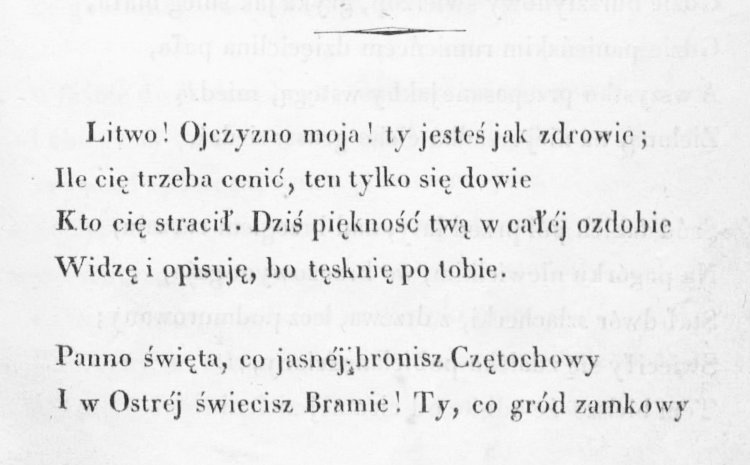 Litwo! Ojczyzno moja! ty jesteś jak zdrowie;
Ile cię trzeba cenić, ten tylko się dowie
Kto cię stracił. Dziś piękność twą w całéj ozdobie
Widzę i opisuję, bo tęsknię po tobie.
Panno święta, co jasnéj bronisz Częstochowy
I w Ostréj świecisz Bramie! Ty, co gród zamkowy